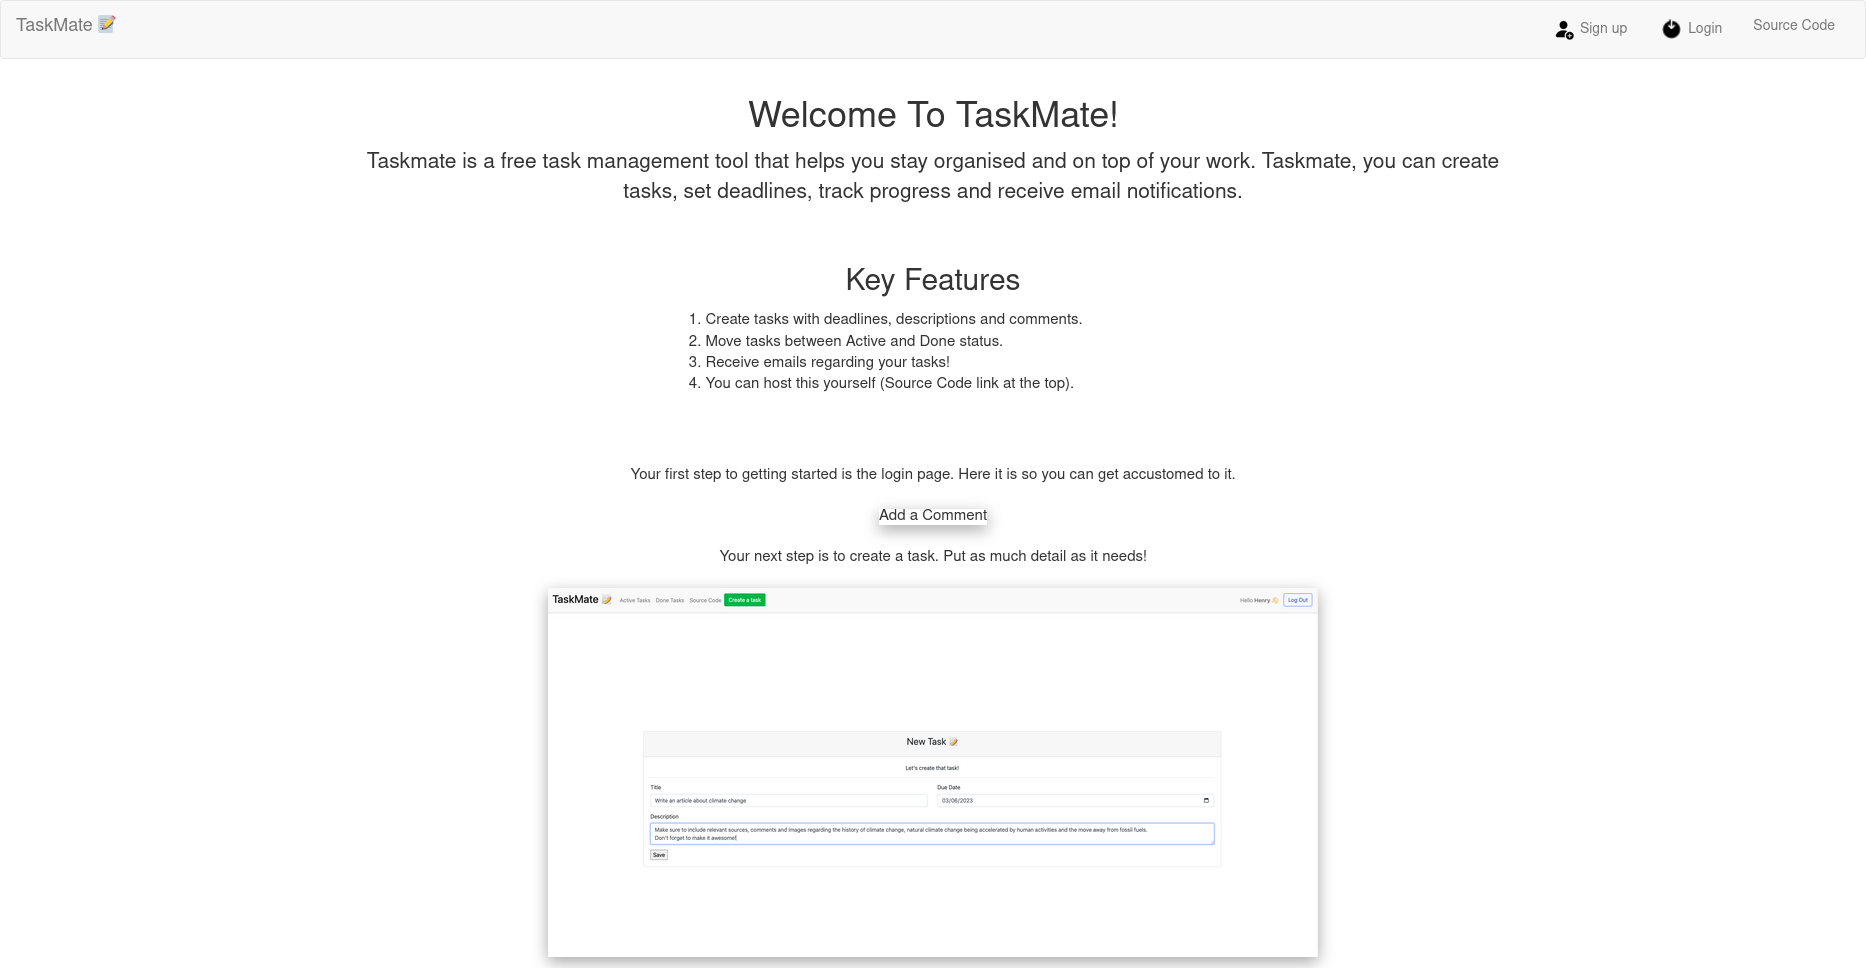 TaskMate 📝
Sign up
Login
Source Code
Welcome To TaskMate!
Taskmate is a free task management tool that helps you stay organised and on top of your work. Taskmate, you can create
tasks, set deadlines, track progress and receive email notifications.
Key Features
1. Create tasks with deadlines, descriptions and comments.
2. Move tasks between Active and Done status.
3. Receive emails regarding your tasks!
4. You can host this yourself (Source Code link at the top).
Your first step to getting started is the login page. Here it is so you can get accustomed to it.
Add a Comment
Your next step is to create a task. Put as much detail as it needs!
TaskMate 📝 Active Tasks Done Tasks Source Code Create a task
Hello Henry 👋🏻 Log Out
New Task 📝
Let's create that task!
Title
Due Date
Write an article about climate change
03/06/2023
Description
Make sure to include relevant sources, comments and images regarding the history of climate change, natural climate change being accelerated by human activities and the move away from fossil fuels.
Don't forget to make it awesome!
Save